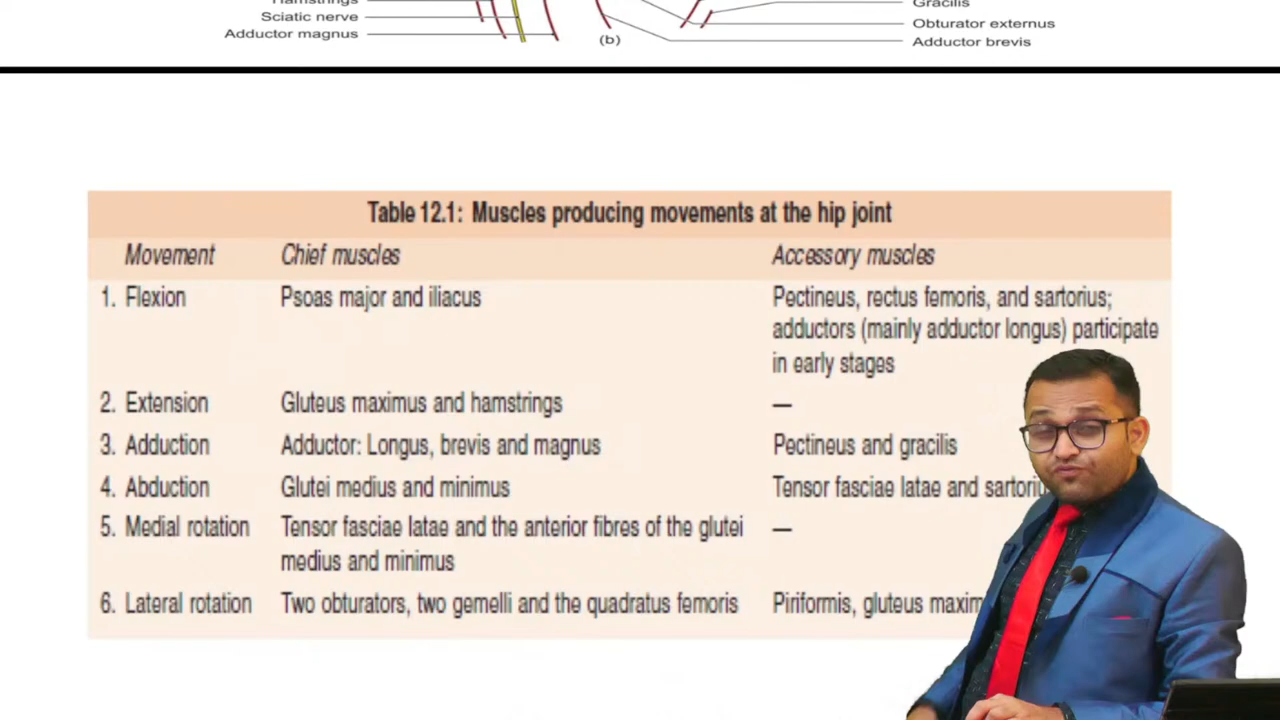 Hamstrings
Sciatic nerve
Adductor magnus
(b)
Gracilis
Obturator externus
Adductor brevis
Table 12.1: Muscles producing movements at the hip joint
Movement Chief muscles Accessory muscles
1. Flexion Psoas major and iliacus Pectineus, rectus femoris, and sartorius;
adductors (mainly adductor longus) participate
in early stages
2. Extension Gluteus maximus and hamstrings —
3. Adduction Adductor: Longus, brevis and magnus Pectineus and gracilis
4. Abduction Glutei medius and minimus Tensor fasciae latae and
5. Medial rotation Tensor fasciae latae and the anterior fibres of the glutei —
medius and minimus
6. Lateral rotation Two obturators, two gemelli and the quadratus femoris Piriformis, gluteus